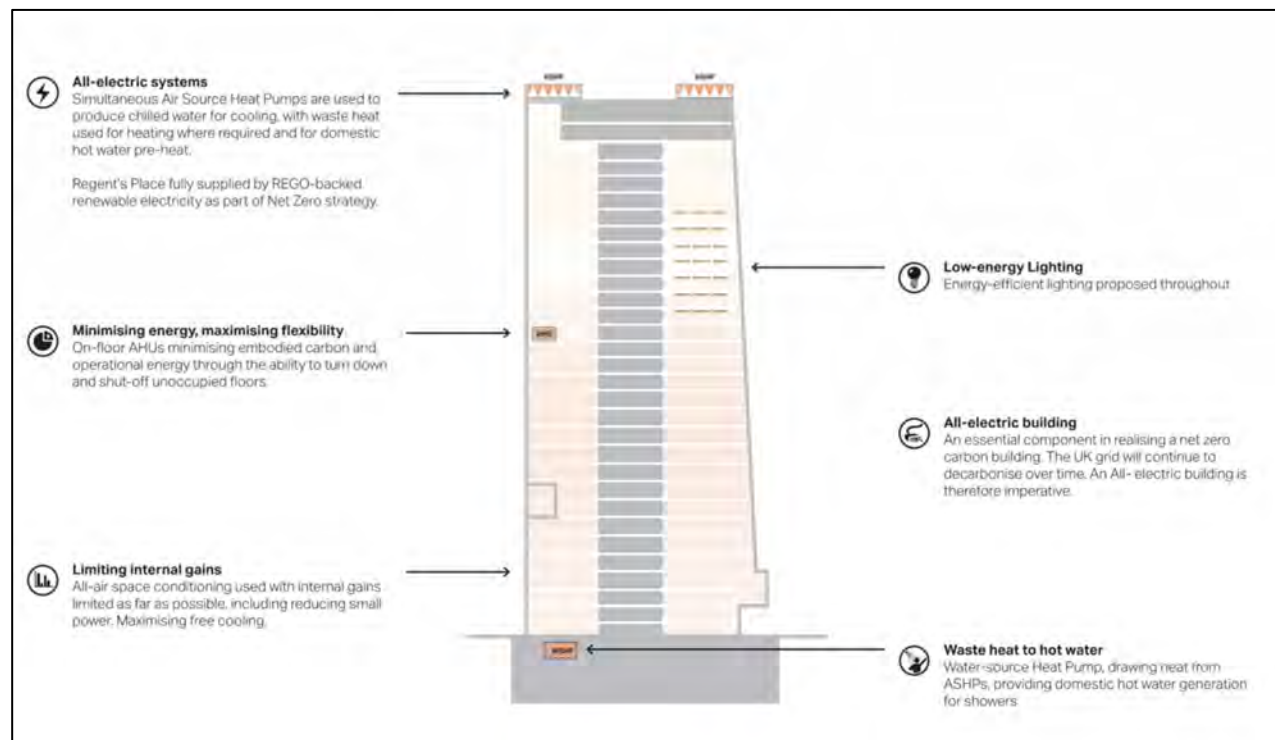 All-electric systems
Simultaneous Air Source Heat Pumps are used to
produce chilled water for cooling, with waste heat
used for heating where required and for domestic
hot water pre-heat.
Regent's Place fully supplied by REGO-backed
renewable electricity as part of Net Zero strategy.
Minimising energy, maximising flexibility
On-floor AHUs minimising embodied carbon and
operational energy through the ability to turn down
and shut-off unoccupied floors.
Limiting internal gains
All-air space conditioning used with internal gains
limited as far as possible, including reducing small
power. Maximising free cooling.
ASHP
ASHP
AHU
WSHP
Low-energy Lighting
Energy-efficient lighting proposed throughout
All-electric building
An essential component in realising a net zero
carbon building. The UK grid will continue to
decarbonise over time. An All- electric building is
therefore imperative.
Waste heat to hot water
Water-source Heat Pump, drawing heat from
ASHPs, providing domestic hot water generation
for showers